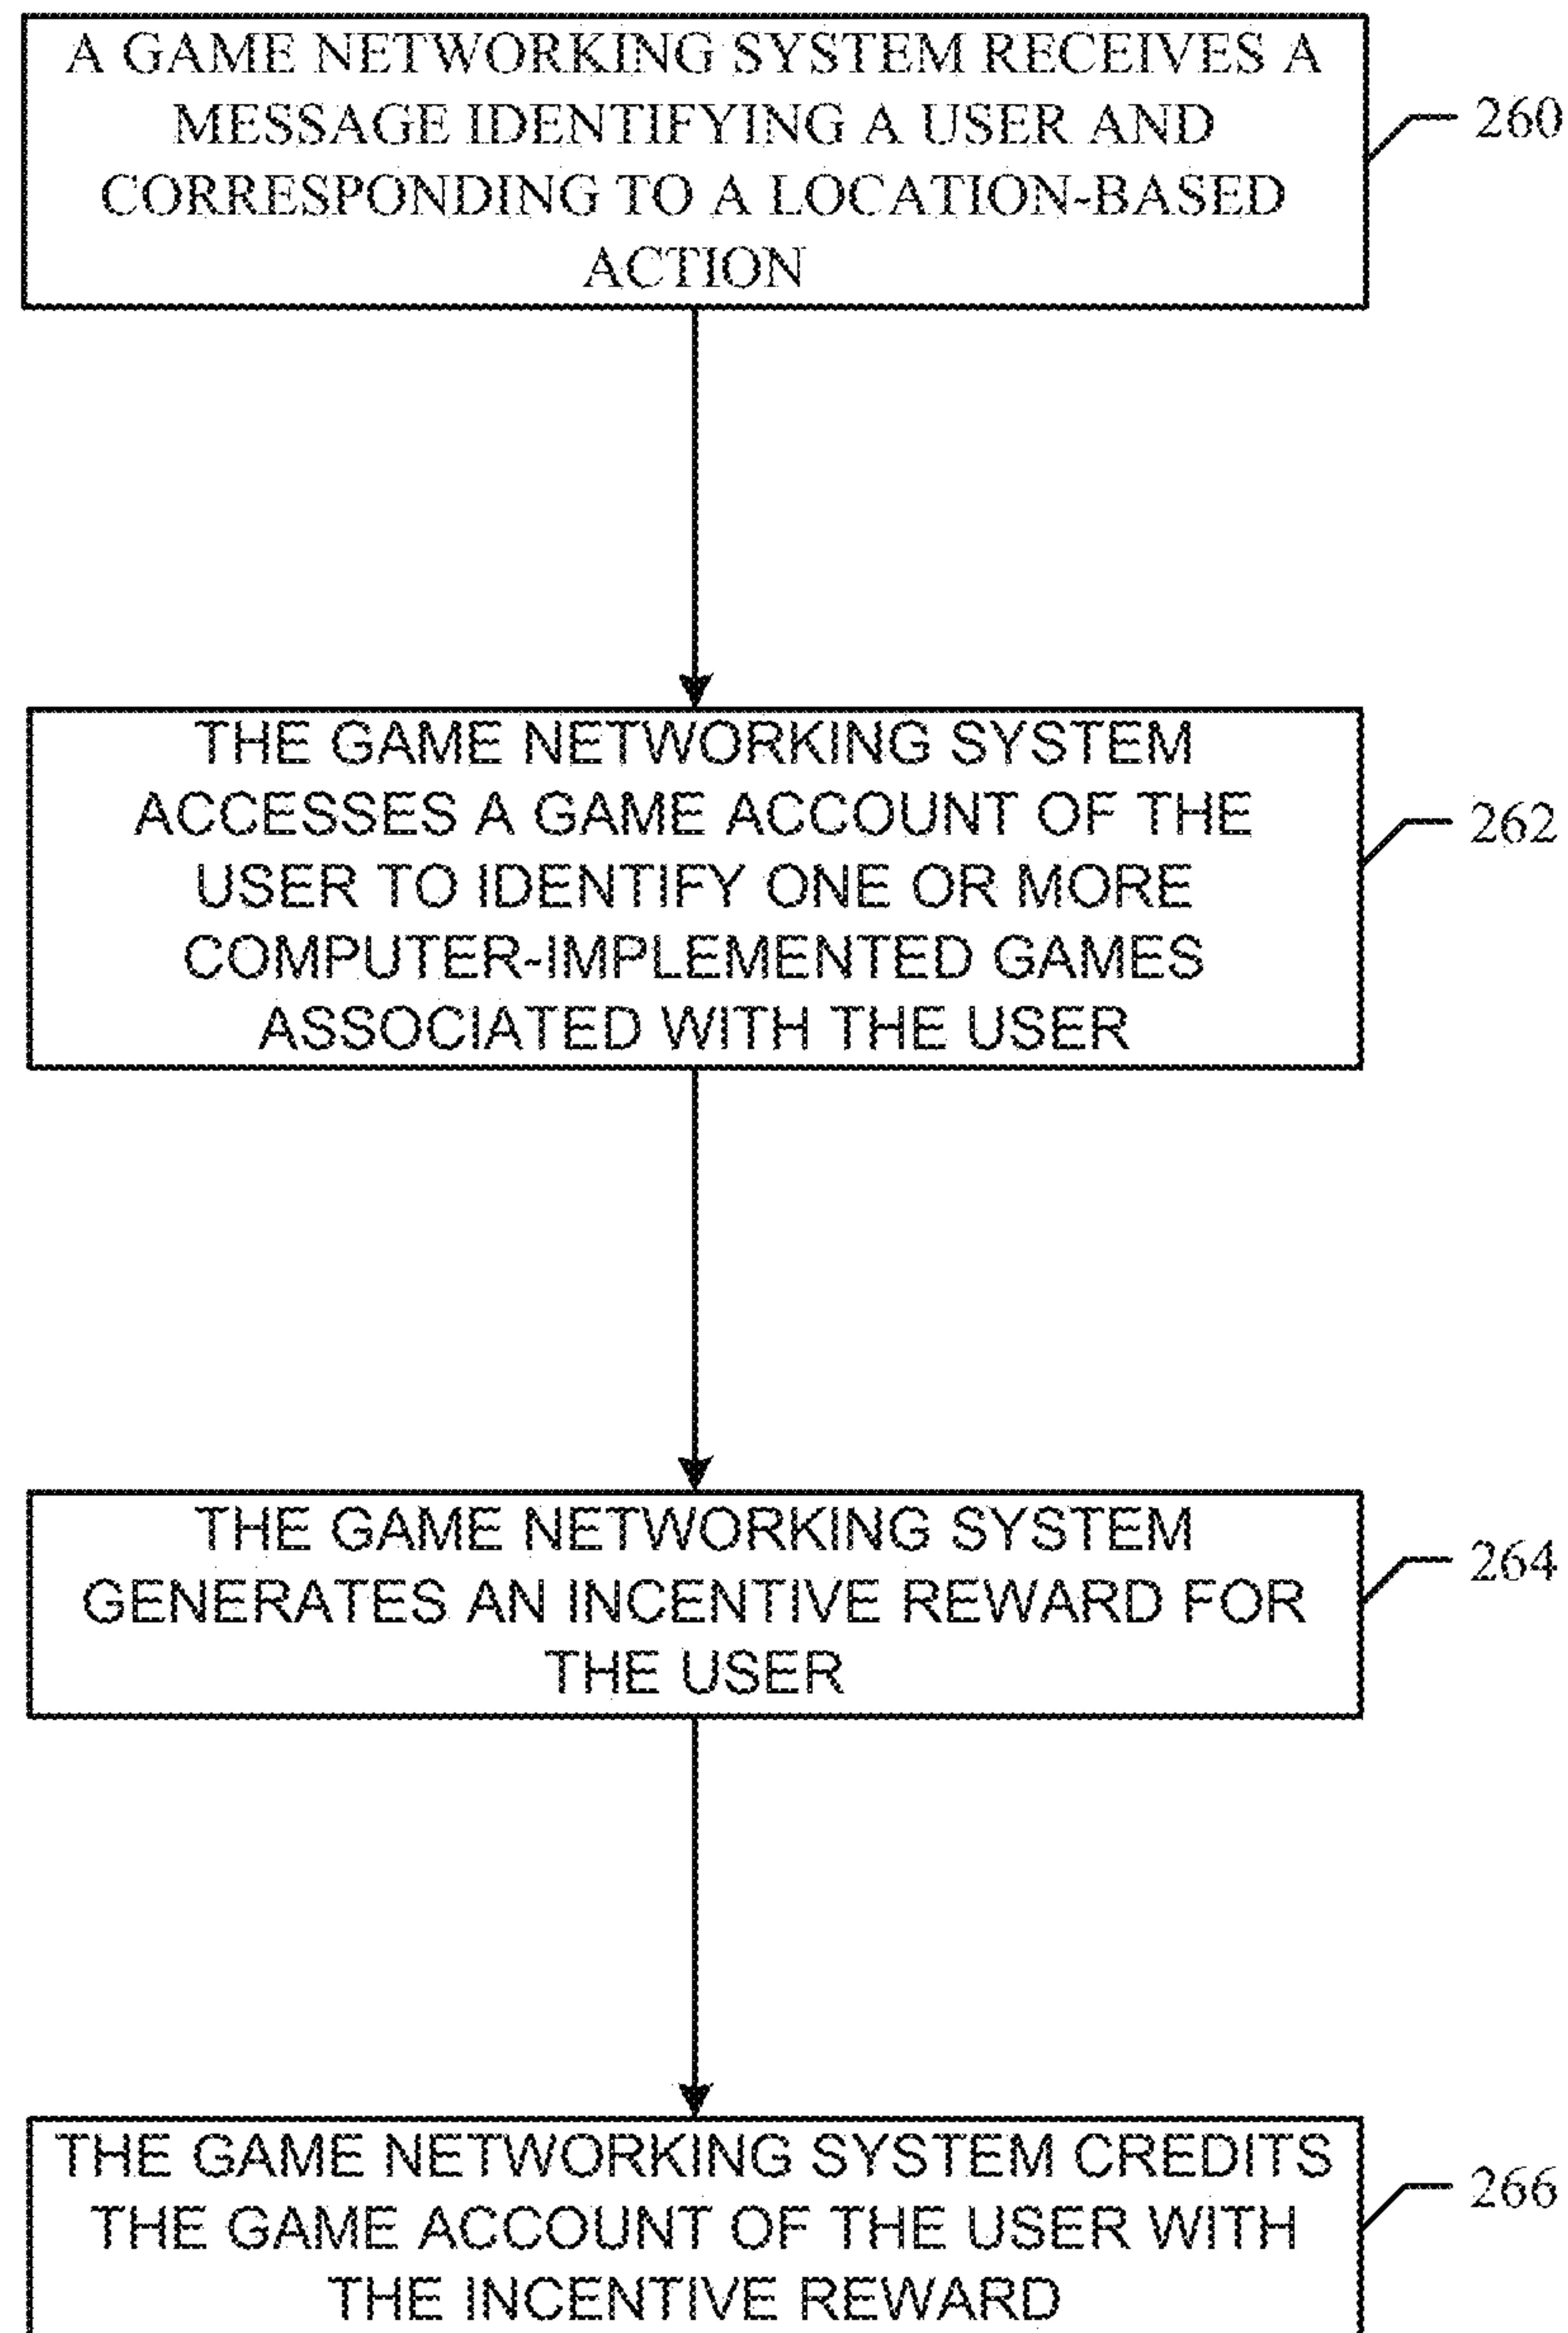 A GAME NETWORKING SYSTEM RECEIVES A
MESSAGE IDENTIFYING A USER AND
CORRESPONDING TO A LOCATION-BASED
ACTION
260
THE GAME NETWORKING SYSTEM
ACCESSES A GAME ACCOUNT OF THE
USER TO IDENTIFY ONE OR MORE
COMPUTER-IMPLEMENTED GAMES
ASSOCIATED WITH THE USER
262
THE GAME NETWORKING SYSTEM
GENERATES AN INCENTIVE REWARD FOR
THE USER
264
THE GAME NETWORKING SYSTEM CREDITS
THE GAME ACCOUNT OF THE USER WITH
THE INCENTIVE REWARD
266